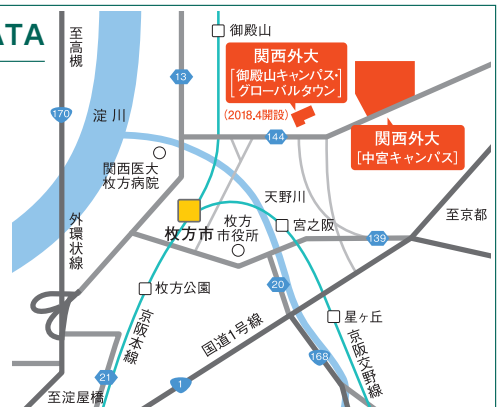 ATA
至高槻
御殿山
関西外大
[御殿山キャンパス・
グローバルタウン]
(2018.4開設)
13
170
淀川
144
関西外大
[中宮キャンパス]
関西医大
枚方病院
天野川
至京都
枚方市
枚方
市役所
宮之阪
139
外環状線
20
枚方公園
星ヶ丘
京阪本線
国道1号線
168
京阪交野線
21
1
至淀屋橋